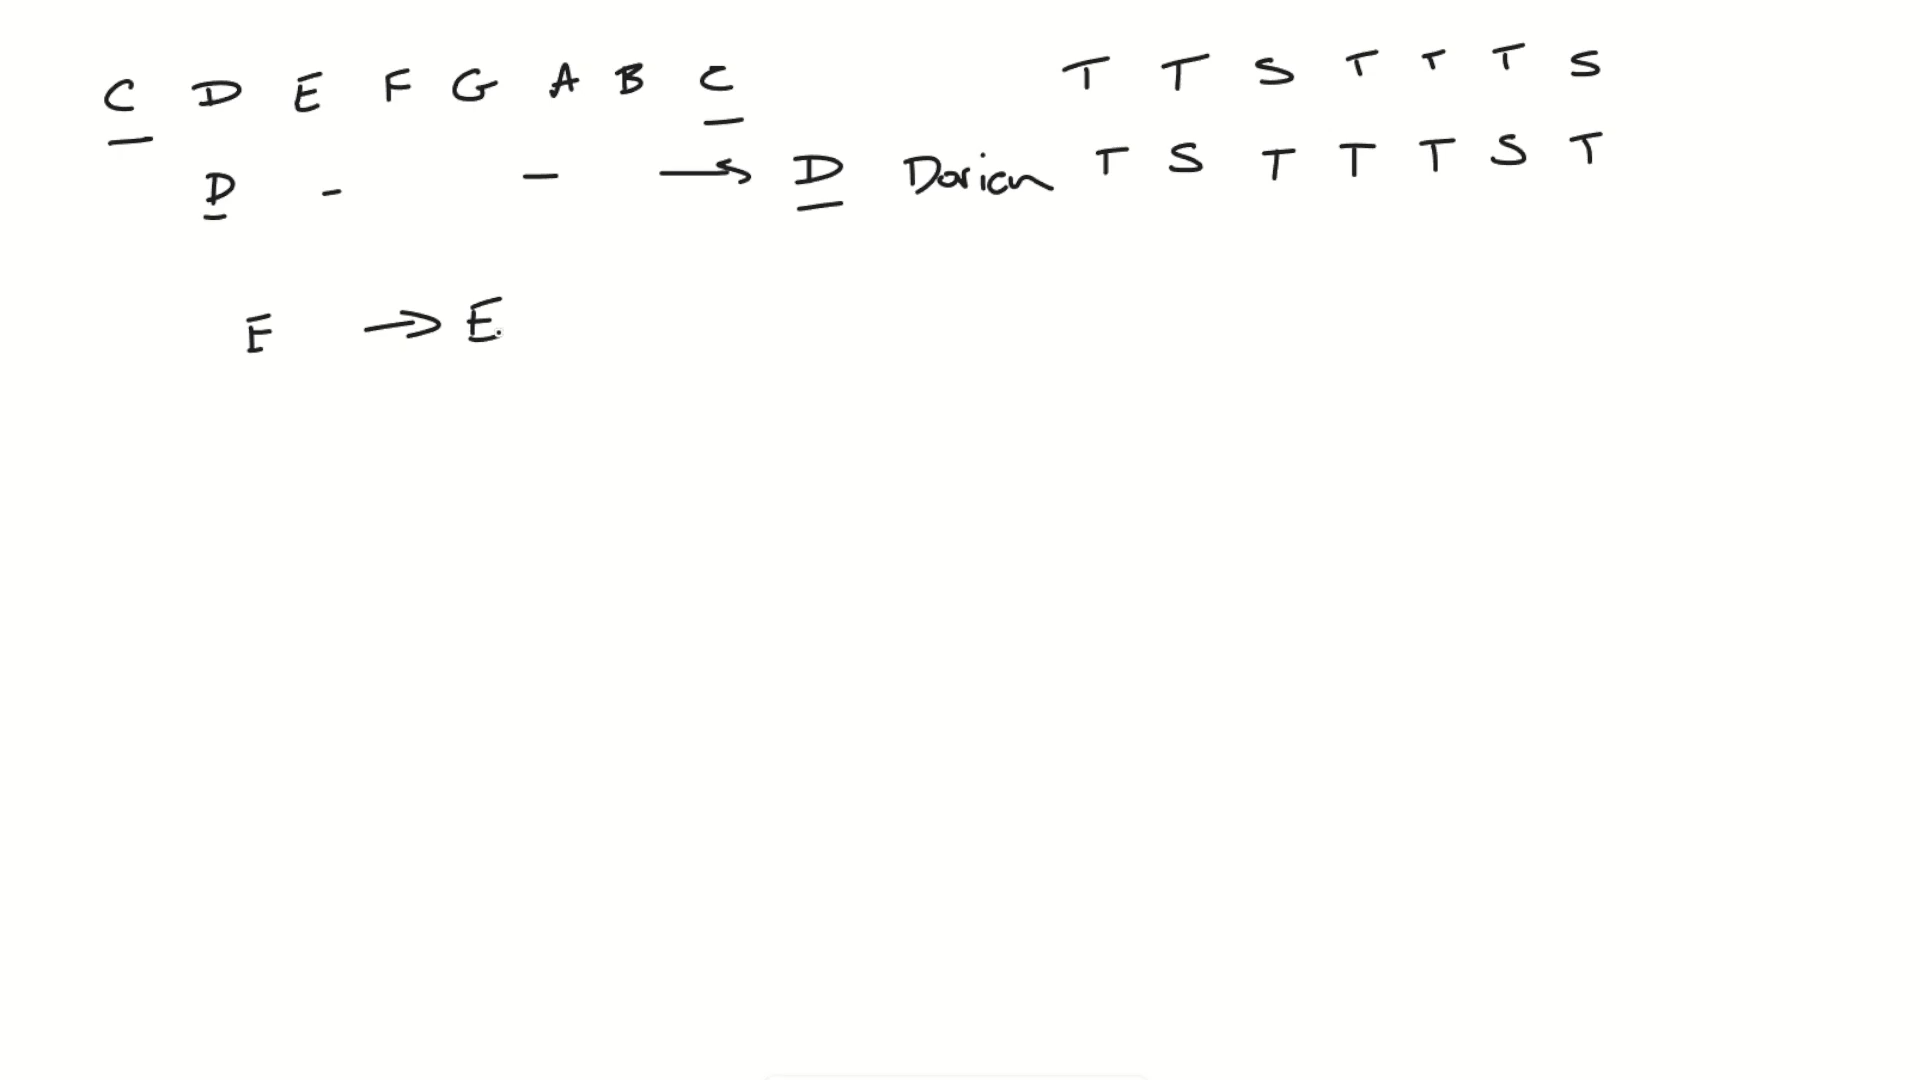 C D E F G A B C T T S T T T S
D - - → D Dorian T S T T T S T
E → E